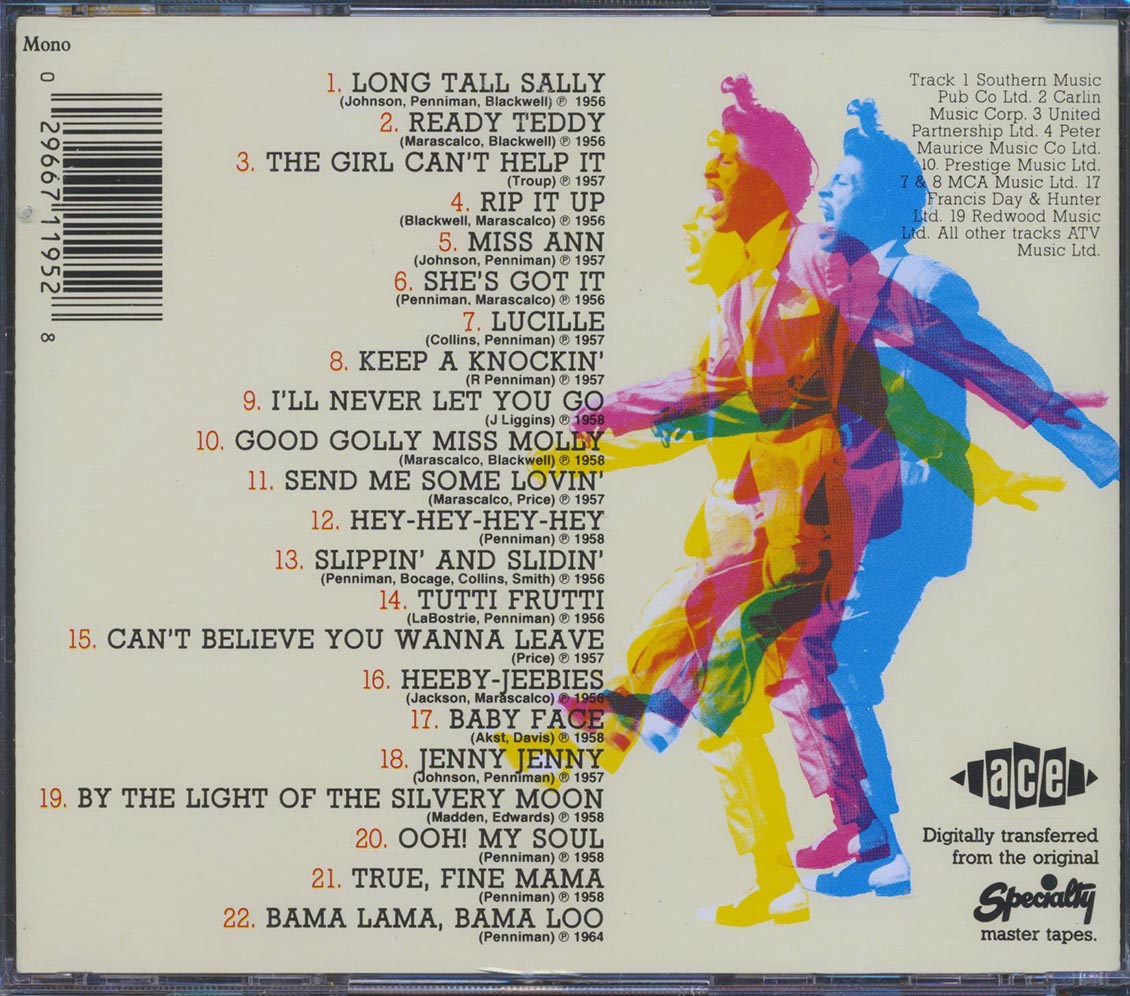 Mono
0 29667 11952 8
1. LONG TALL SALLY
(Johnson, Penniman, Blackwell) ℗ 1956
2. READY TEDDY
(Marascalco, Blackwell) ℗ 1956
3. THE GIRL CAN'T HELP IT
(Troup) ℗ 1957
4. RIP IT UP
(Blackwell, Marascalco) ℗ 1956
5. MISS ANN
(Johnson, Penniman) ℗ 1957
6. SHE'S GOT IT
(Penniman, Marascalco) ℗ 1956
7. LUCILLE
(Collins, Penniman) ℗ 1957
8. KEEP A KNOCKIN'
(R Penniman) ℗ 1957
9. I'LL NEVER LET YOU GO
(J Liggins) ℗ 1958
10. GOOD GOLLY MISS MOLLY
(Marascalco, Blackwell) ℗ 1958
11. SEND ME SOME LOVIN'
(Marascalco, Price) ℗ 1957
12. HEY-HEY-HEY-HEY
(Penniman) ℗ 1958
13. SLIPPIN' AND SLIDIN'
(Penniman, Bocage, Collins, Smith) ℗ 1956
14. TUTTI FRUTTI
(LaBostrie, Penniman) ℗ 1956
15. CAN'T BELIEVE YOU WANNA LEAVE
(Price) ℗ 1957
16. HEEBY-JEEBIES
(Jackson, Marascalco) ℗ 1956
17. BABY FACE
(Akst, Davis) ℗ 1958
18. JENNY JENNY
(Johnson, Penniman) ℗ 1957
19. BY THE LIGHT OF THE SILVERY MOON
(Madden, Edwards) ℗ 1958
20. OOH! MY SOUL
(Penniman) ℗ 1958
21. TRUE, FINE MAMA
(Penniman) ℗ 1958
22. BAMA LAMA, BAMA LOO
(Penniman) ℗ 1964
Track 1 Southern Music
Pub Co Ltd. 2 Carlin
Music Corp. 3 United
Partnership Ltd. 4 Peter
Maurice Music Co Ltd.
10. Prestige Music Ltd.
7 & 8 MCA Music Ltd. 17
Francis Day & Hunter
Ltd. 19 Redwood Music
Ltd. All other tracks ATV
Music Ltd.
ace
Digitally transferred
from the original
Specialty
master tapes.